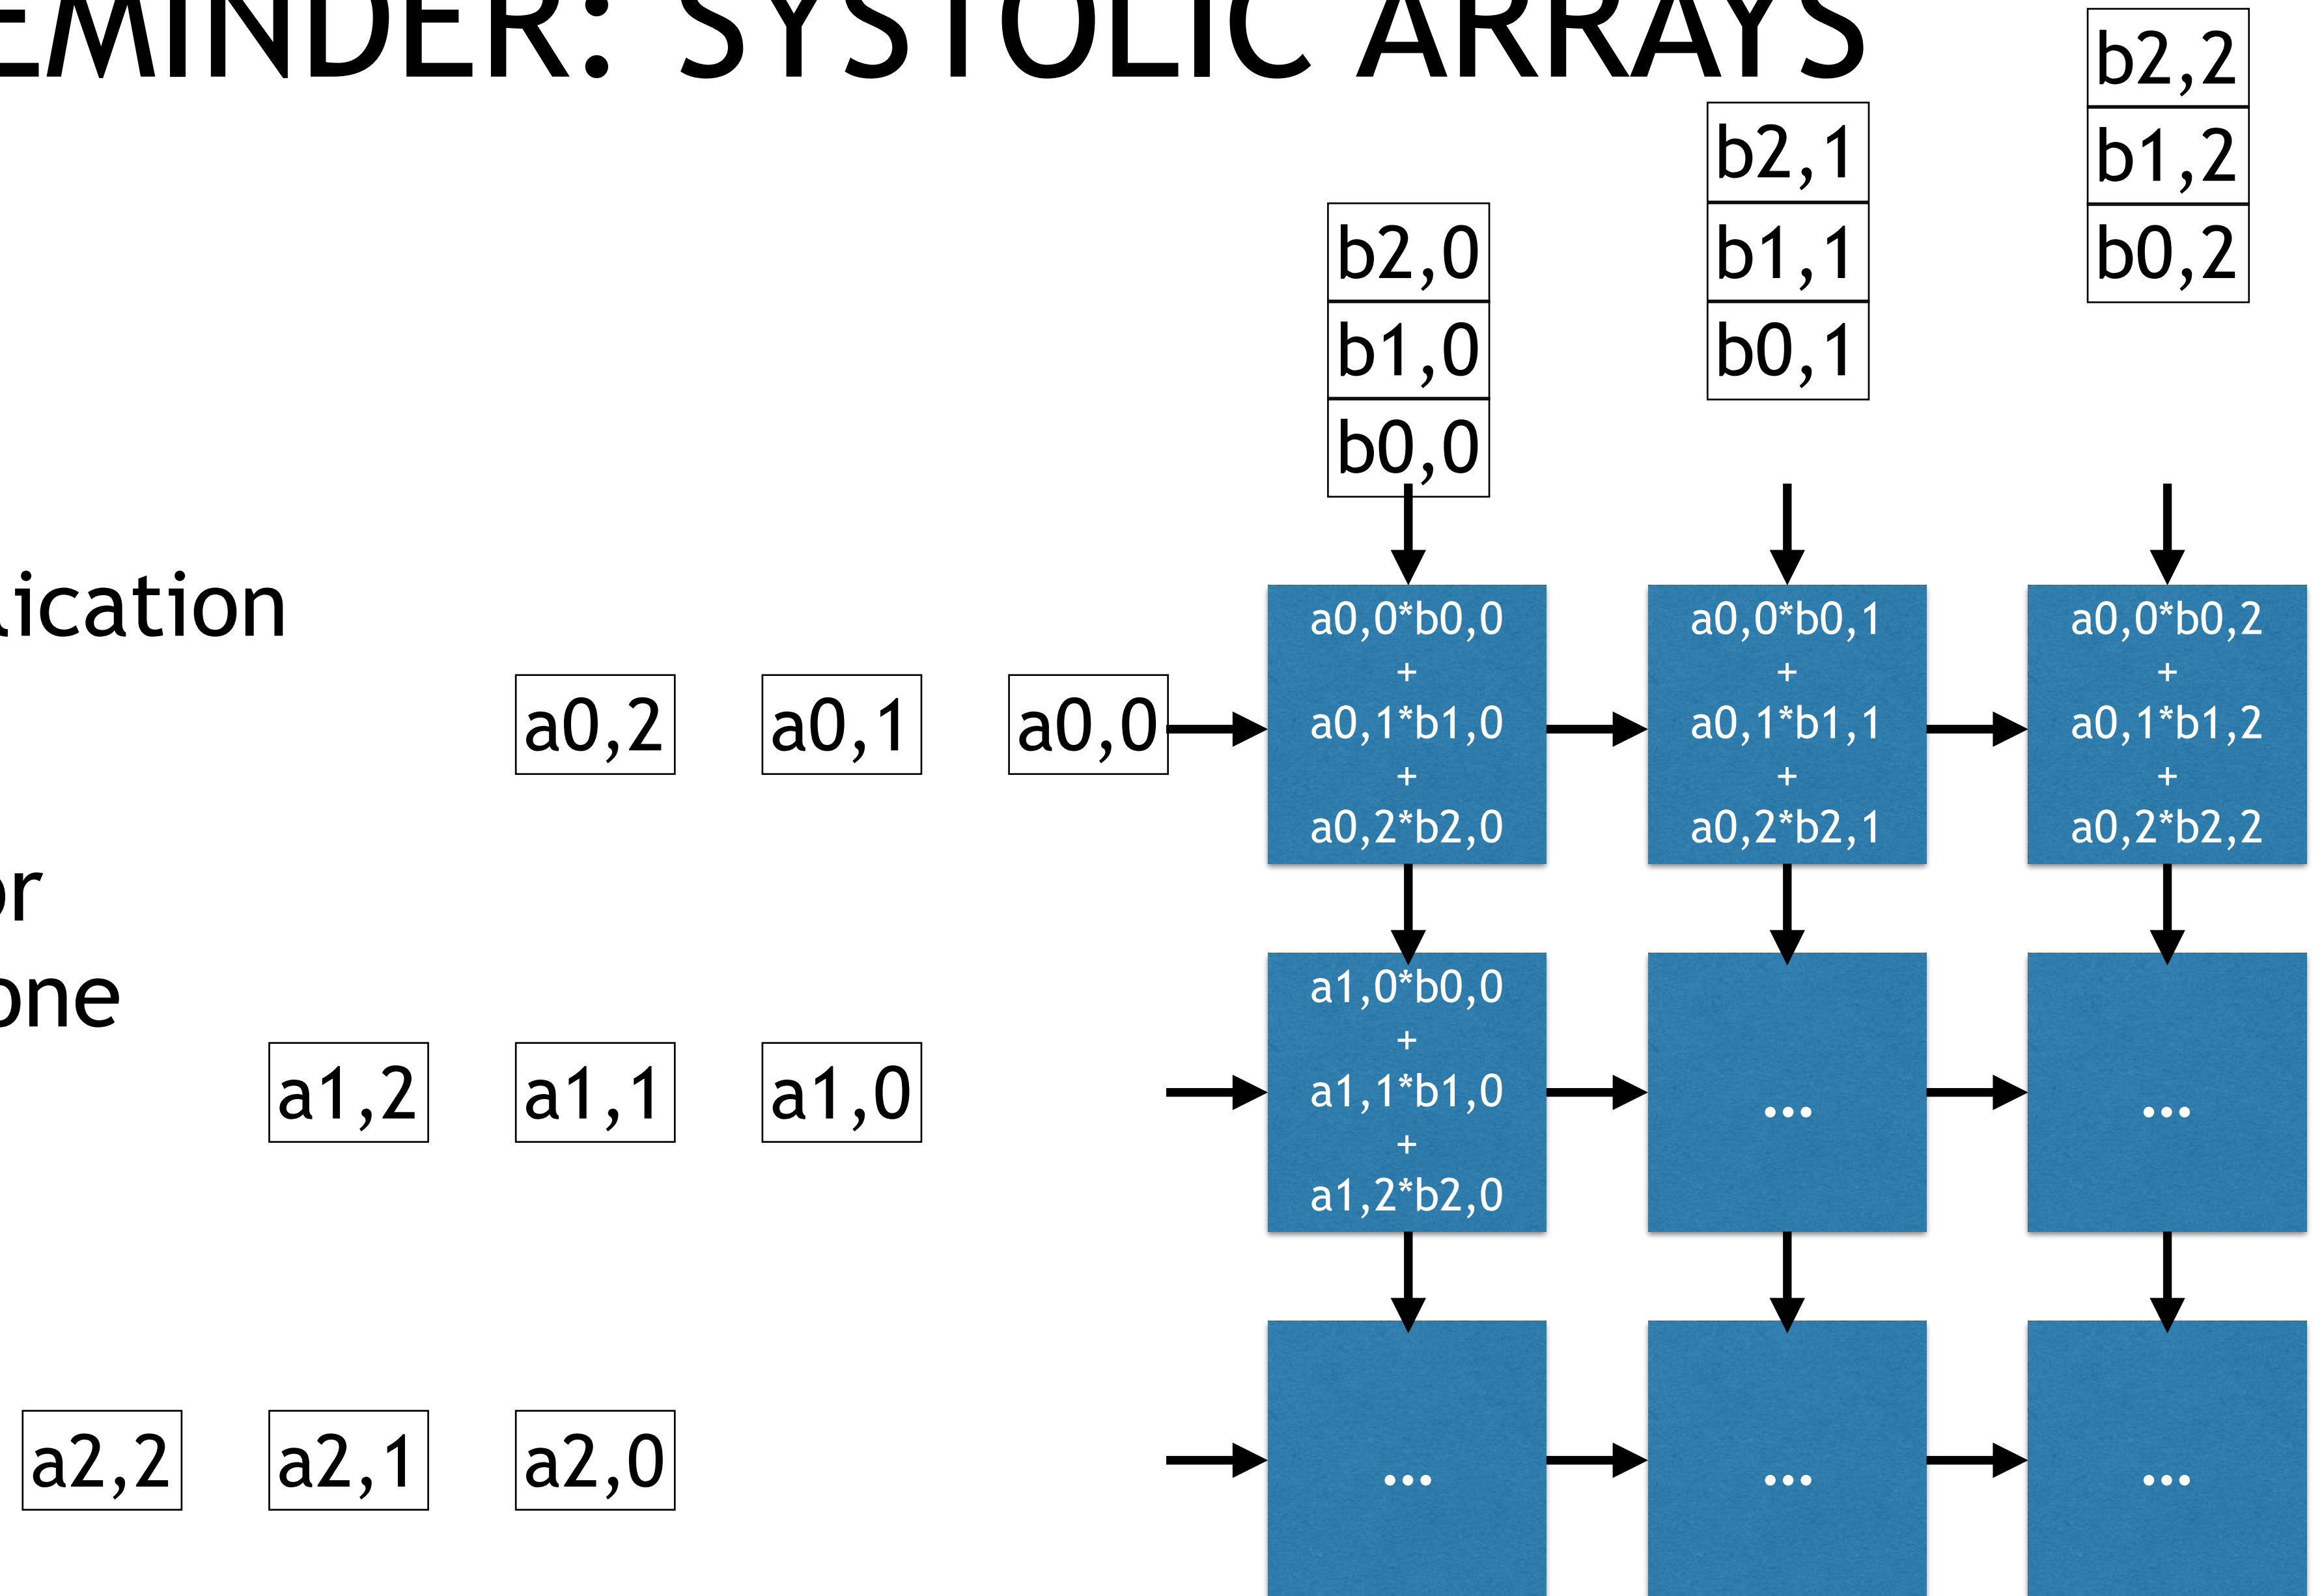 EMINDER: SYSTOLIC ARRAYS
b2,2
b1,2
b0,2
b2,1
b1,1
b0,1
b2,0
b1,0
b0,0
lication
or
one
a0,2 a0,1 a0,0
a0,0*b0,0
+
a0,1*b1,0
+
a0,2*b2,0
a0,0*b0,1
+
a0,1*b1,1
+
a0,2*b2,1
a0,0*b0,2
+
a0,1*b1,2
+
a0,2*b2,2
a1,2 a1,1 a1,0
a1,0*b0,0
+
a1,1*b1,0
+
a1,2*b2,0
...
...
a2,2 a2,1 a2,0
...
...
...